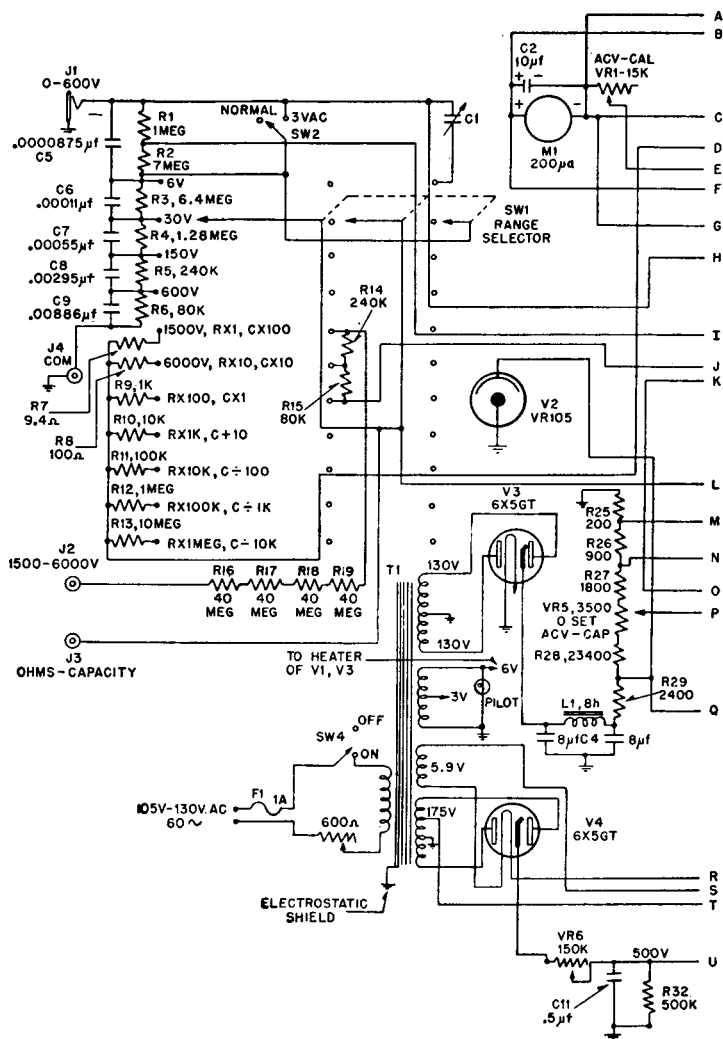 A
B
C2
10μf
+ −
ACV-CAL
VR1-15K
+ −
M1
200μa
C
D
E
F
G
H
I
J
K
L
M
N
O
P
Q
R
S
T
U
J1
0-600V
−
NORMAL
3VAC
SW2
C1
R1
1MEG
.0000875μf
C5
R2
7MEG
6V
C6
.00011μf
R3, 6.4MEG
30V
SW1
RANGE
SELECTOR
C7
.00055μf
R4, 1.28MEG
150V
C8
.00295μf
R5, 240K
600V
C9
.00886μf
R6, 80K
R14
240K
1500V, RX1, CX100
J4
COM
6000V, RX10, CX10
R7
9.4Ω
R8
100Ω
R9, 1K
RX100, CX1
R15
80K
V2
VR105
R10, 10K
RX1K, C+10
R11, 100K
RX10K, C÷100
R12, 1MEG
RX100K, C÷1K
R13, 10MEG
RX1MEG, C÷10K
V3
6X5GT
R25
200
R26
900
R27
1800
VR5, 3500
0 SET
ACV-CAP
R28, 23400
R29
2400
J2
1500-6000V
R16 R17 R18 R19
40 40 40 40
MEG MEG MEG MEG
T1
130V
130V
J3
OHMS-CAPACITY
TO HEATER
OF V1, V3
6V
3V
PILOT
L1, 8h
8μf C4
8μf
OFF
SW4
ON
5.9V
F1
1A
105V-130V.AC
60 ~
600Ω
175V
V4
6X5GT
ELECTROSTATIC
SHIELD
VR6
150K
500V
C11
.5μf
R32
500K